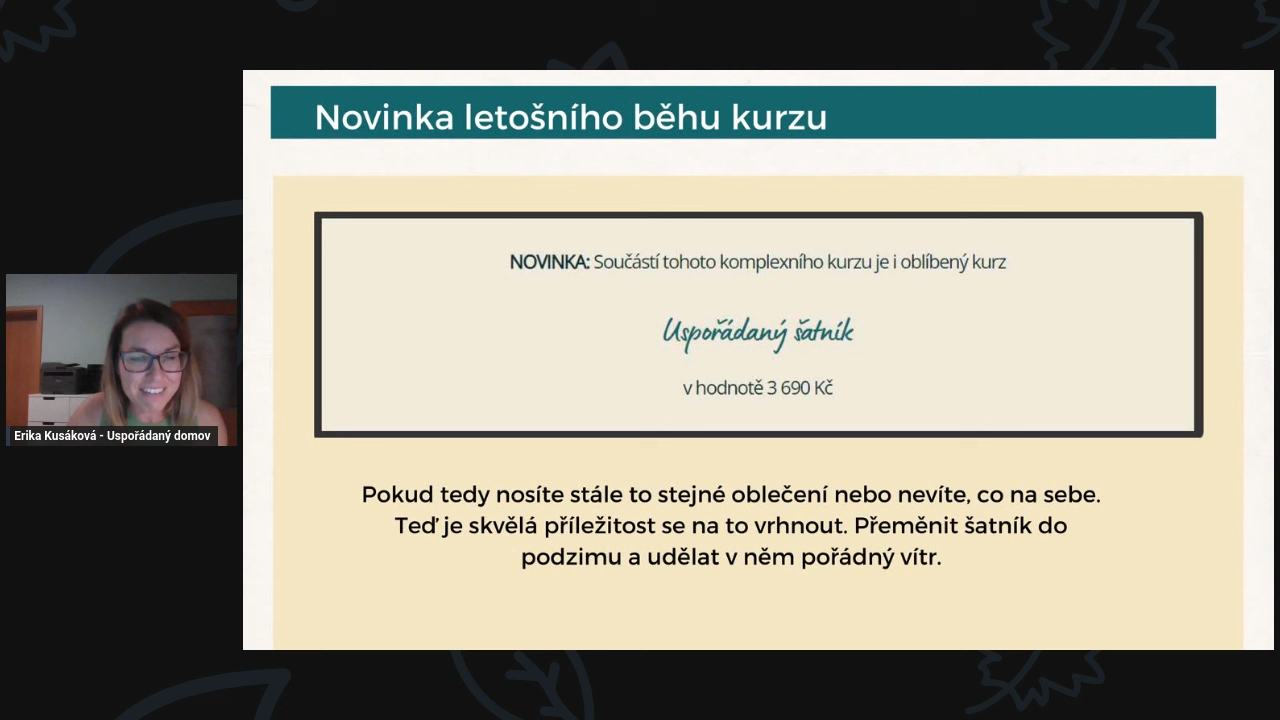 Novinka letošního běhu kurzu
NOVINKA: Součástí tohoto komplexního kurzu je i oblíbený kurz
Uspořádaný šatník
v hodnotě 3 690 Kč
Erika Kusáková - Uspořádaný domov
Pokud tedy nosíte stále to stejné oblečení nebo nevíte, co na sebe.
Teď je skvělá příležitost se na to vrhnout. Přeměnit šatník do
podzimu a udělat v něm pořádný vítr.